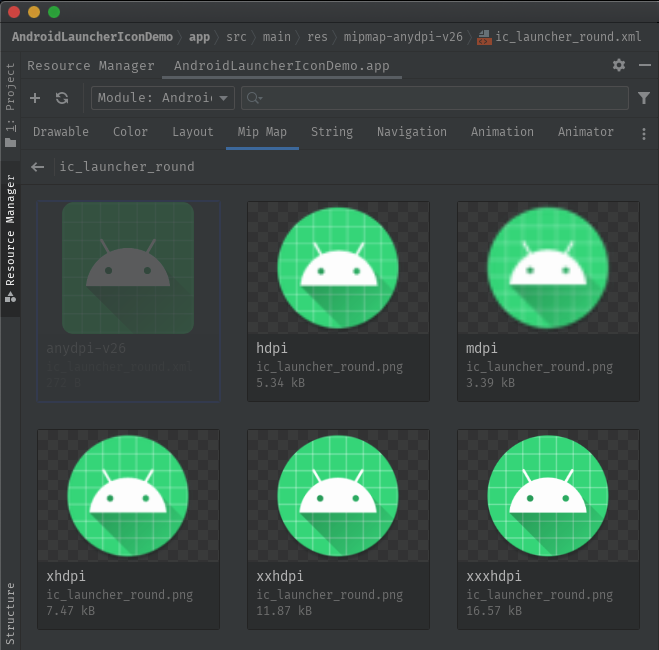 AndroidLauncherIconDemo 〉 app 〉 src 〉 main 〉 res 〉 mipmap-anydpi-v26 〉 ic_launcher_round.xml
1: Project
Resource Manager
Structure
Resource Manager AndroidLauncherIconDemo.app
Module: Androi
Drawable Color Layout Mip Map String Navigation Animation Animator
ic_launcher_round
anydpi-v26
ic_launcher_round.xml
hdpi
ic_launcher_round.png
5.34 kB
mdpi
ic_launcher_round.png
3.39 kB
xhdpi
ic_launcher_round.png
7.47 kB
xxhdpi
ic_launcher_round.png
11.87 kB
xxxhdpi
ic_launcher_round.png
16.57 kB